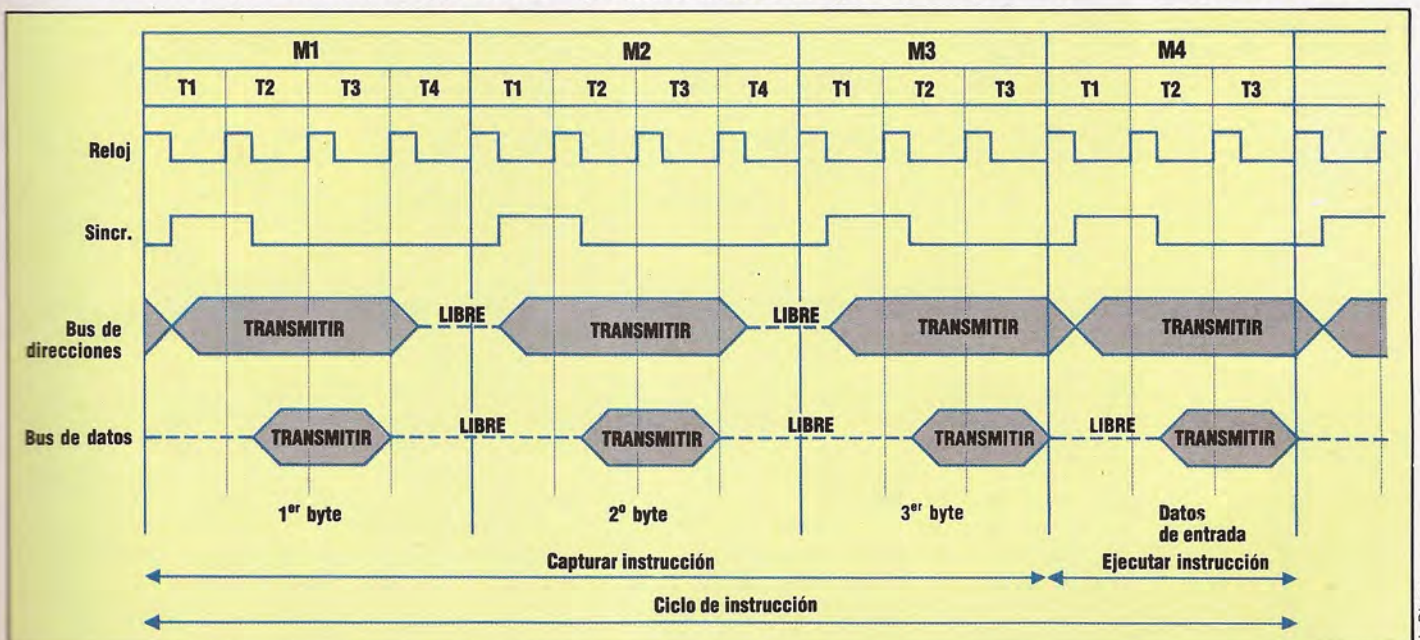 M1 M2 M3 M4
T1 T2 T3 T4 T1 T2 T3 T4 T1 T2 T3 T1 T2 T3
Reloj
Sincr.
Bus de direcciones
TRANSMITIR LIBRE TRANSMITIR LIBRE TRANSMITIR TRANSMITIR
Bus de datos
TRANSMITIR LIBRE TRANSMITIR LIBRE TRANSMITIR LIBRE TRANSMITIR
1er byte 2º byte 3er byte Datos
de entrada
Capturar instrucción Ejecutar instrucción
Ciclo de instrucción